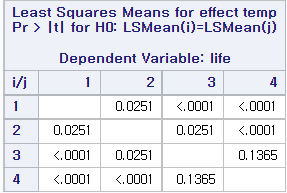 Least Squares Means for effect temp
Pr > |t| for H0: LSMean(i)=LSMean(j)
Dependent Variable: life
i/j 1 2 3 4
1 0.0251 <.0001 <.0001
2 0.0251 0.0251 <.0001
3 <.0001 0.0251 0.1365
4 <.0001 <.0001 0.1365